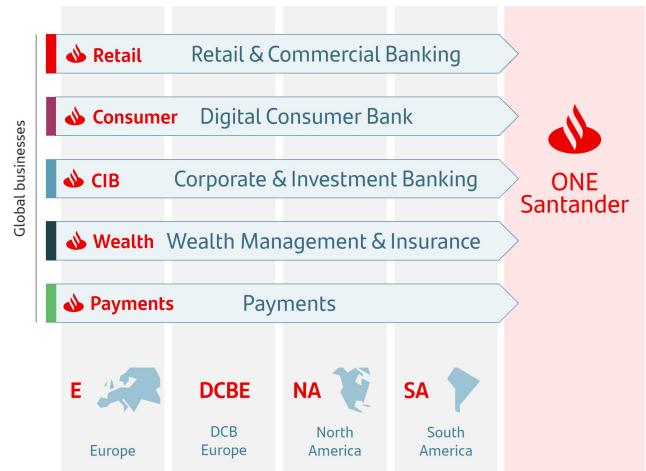 Global businesses
Retail Retail & Commercial Banking
Consumer Digital Consumer Bank
CIB Corporate & Investment Banking
Wealth Wealth Management & Insurance
Payments Payments
ONE
Santander
E
Europe
DCBE
DCB
Europe
NA
North
America
SA
South
America